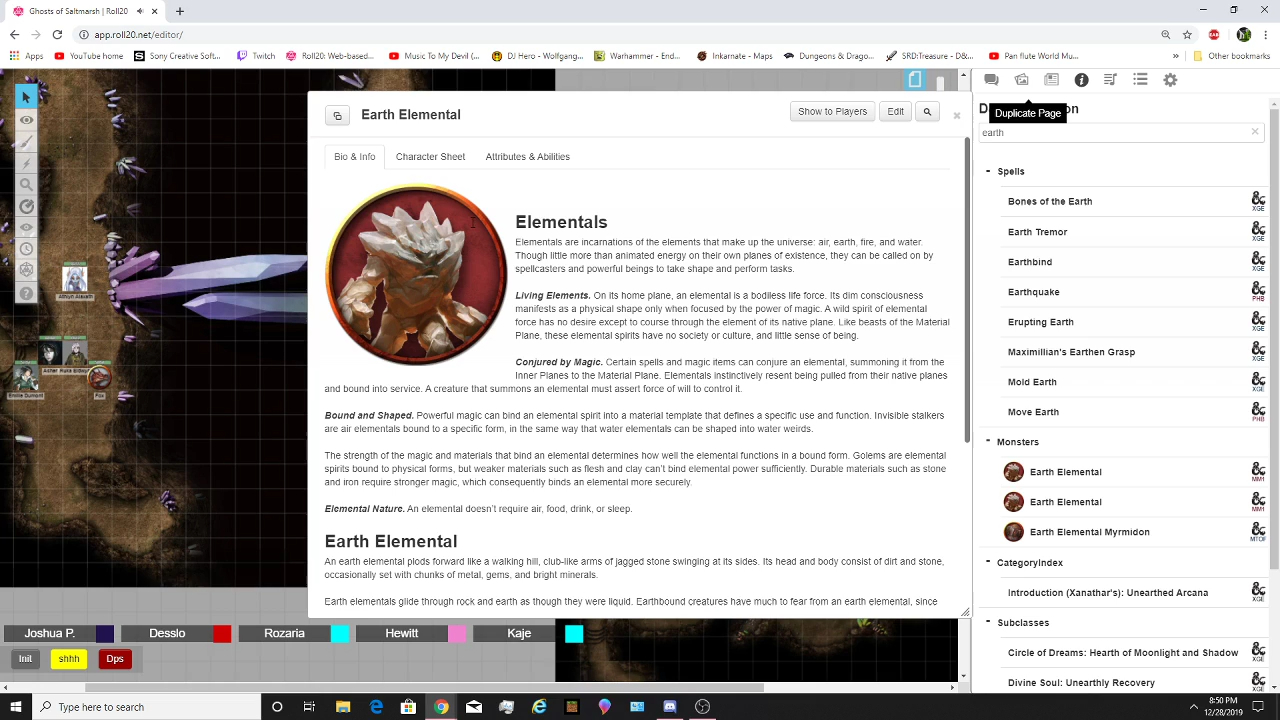 Ghosts of
app.roll20.net/editor/
Apps
YouTube home
Sony Creative Soft...
Twitch
Roll20: Web-based...
Music To My Devil (...
DJ Hero - Wolfgan...
Warhammer - End...
Inkarnate - Maps
Dungeons & Drago...
SRD:Treasure - D&...
Pan flute World Mu...
»
Other bookmarks
Earth Elemental
Show to Players
Edit
Bio & Info
Character Sheet
Attributes & Abilities
Elementals
Elementals are incarnations of the elements that make up the universe: air, earth, fire, and water.
Though little more than animated energy on their own planes of existence, they can be called on by
spellcasters and powerful beings to take shape and perform tasks.
Living Elements. On its home plane, an elemental is a bodiless life force. Its dim consciousness
manifests as a physical shape only when focused by the power of magic. A wild spirit of elemental
force has no desire except to course through the element of its native plane. Like beasts of the Material
Plane, these elemental spirits have no society or culture, and little sense of being.
Conjured by Magic. Certain spells and magic items can conjure an elemental, summoning it from the
Inner Planes to the Material Plane. Elementals instinctively resent being pulled from their native planes
and bound into service. A creature that summons an elemental must assert force of will to control it.
Bound and Shaped. Powerful magic can bind an elemental spirit into a material template that defines a specific use and function. Invisible stalkers
are air elementals bound to a specific form, in the same way that water elementals can be shaped into water weirds.
The strength of the magic and materials that bind an elemental determines how well the elemental functions in a bound form. Golems are elemental
spirits bound to physical forms, but weaker materials such as flesh and clay can't bind elemental power sufficiently. Durable materials such as stone
and iron require stronger magic, which consequently binds an elemental more securely.
Elemental Nature. An elemental doesn't require air, food, drink, or sleep.
Earth Elemental
An earth elemental plods forward like a walking hill, club-like arms of jagged stone swinging at its sides. Its head and body consist of dirt and stone,
occasionally set with chunks of metal, gems, and bright minerals.
Earth elementals glide through rock and earth as though they were liquid. Earthbound creatures have much to fear from an earth elemental, since
Duplicate Page
earth
Spells
Bones of the Earth
XGE
Earth Tremor
XGE
Earthbind
XGE
Earthquake
PHB
Erupting Earth
XGE
Maximillian's Earthen Grasp
XGE
Mold Earth
XGE
Move Earth
PHB
Monsters
Earth Elemental
MM1
Earth Elemental
MM1
Earth Elemental Myrmidon
MTOF
CategoryIndex
Introduction (Xanathar's): Unearthed Arcana
XGE
Subclasses
Circle of Dreams: Hearth of Moonlight and Shadow
XGE
Divine Soul: Unearthly Recovery
XGE
Fox
Joshua P.
Desslo
Rozaria
Hewitt
Kaje
Init
shhh
Dps
Type here to search
8:50 PM
12/28/2019